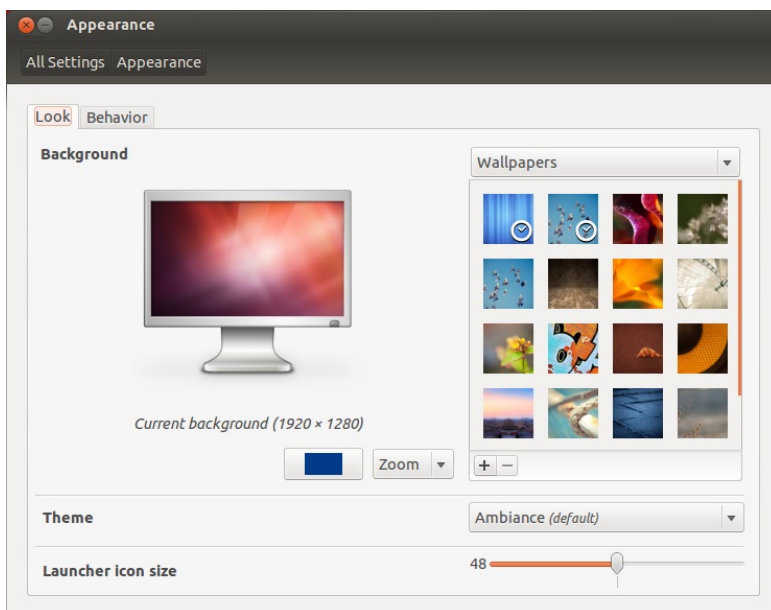 Appearance
All Settings Appearance
Look Behavior
Background
Wallpapers
Current background (1920 × 1280)
Zoom
Theme
Ambiance (default)
Launcher icon size
48